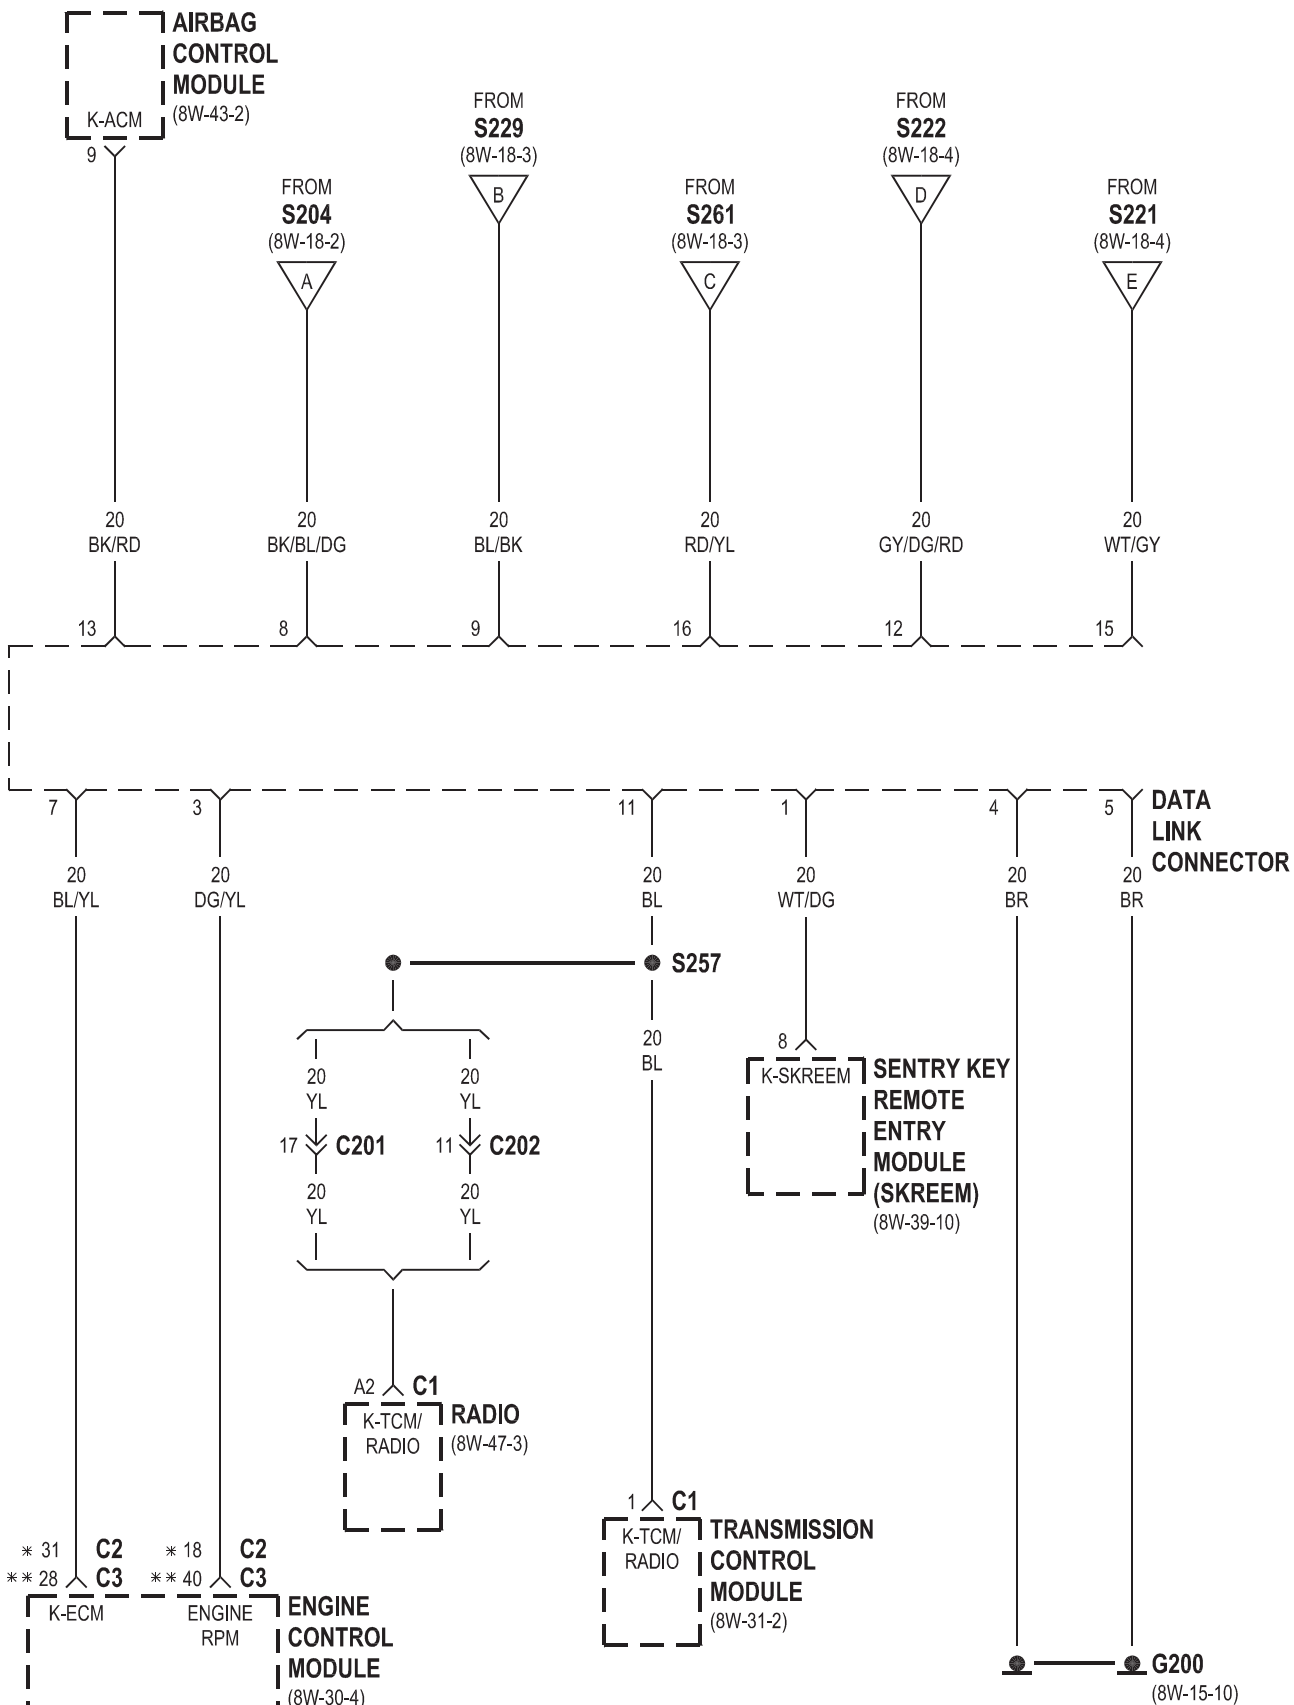 AIRBAG
CONTROL
MODULE
(8W-43-2)
K-ACM
9
FROM
S204
(8W-18-2)
A
FROM
S229
(8W-18-3)
B
FROM
S261
(8W-18-3)
C
FROM
S222
(8W-18-4)
D
FROM
S221
(8W-18-4)
E
20
BK/RD
20
BK/BL/DG
20
BL/BK
20
RD/YL
20
GY/DG/RD
20
WT/GY
13
8
9
16
12
15
7
3
11
1
4
5
DATA
LINK
CONNECTOR
20
BL/YL
20
DG/YL
20
BL
20
WT/DG
20
BR
20
BR
S257
20
YL
20
YL
20
BL
17
C201
11
C202
20
YL
20
YL
8
K-SKREEM
SENTRY KEY
REMOTE
ENTRY
MODULE
(SKREEM)
(8W-39-10)
A2
C1
K-TCM/
RADIO
RADIO
(8W-47-3)
1
C1
K-TCM/
RADIO
TRANSMISSION
CONTROL
MODULE
(8W-31-2)
* 31 C2
** 28 C3
* 18 C2
** 40 C3
K-ECM
ENGINE
RPM
ENGINE
CONTROL
MODULE
(8W-30-4)
G200
(8W-15-10)